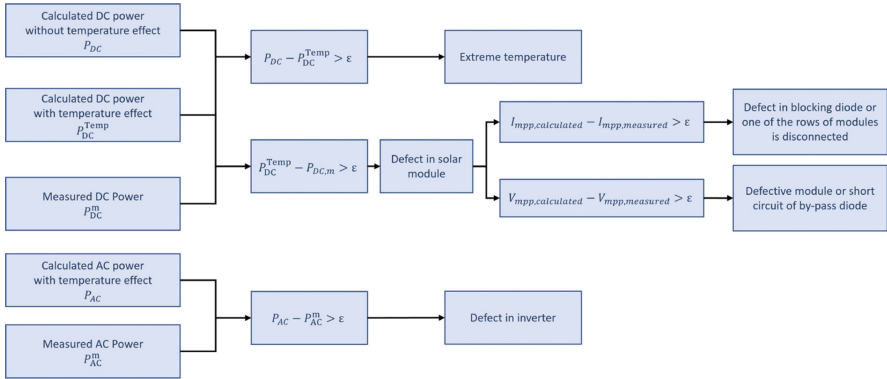 Calculated DC power
without temperature effect
P_DC
Calculated DC power
with temperature effect
P_DC^Temp
Measured DC Power
P_DC^m
P_DC − P_DC^Temp > ε
Extreme temperature
P_DC^Temp − P_DC,m > ε
Defect in solar
module
I_mpp,calculated − I_mpp,measured > ε
Defect in blocking diode or
one of the rows of modules
is disconnected
V_mpp,calculated − V_mpp,measured > ε
Defective module or short
circuit of by-pass diode
Calculated AC power
with temperature effect
P_AC
Measured AC Power
P_AC^m
P_AC − P_AC^m > ε
Defect in inverter